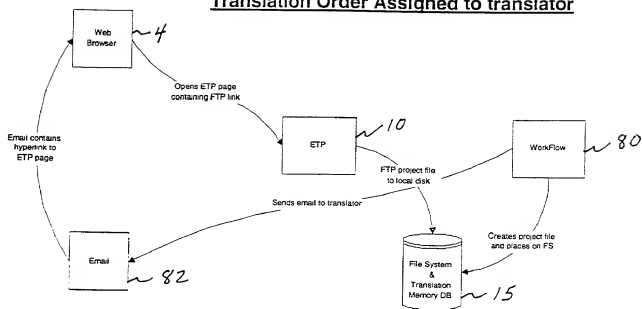 Translation Order Assigned to translator
Web
Browser
4
Opens ETP page
containing FTP link
Email contains
hyperlink to
ETP page
ETP
10
WorkFlow
80
FTP project file
to local disk
Sends email to translator
Creates project file
and places on FS
Email
82
File System
&
Translation
Memory DB
15